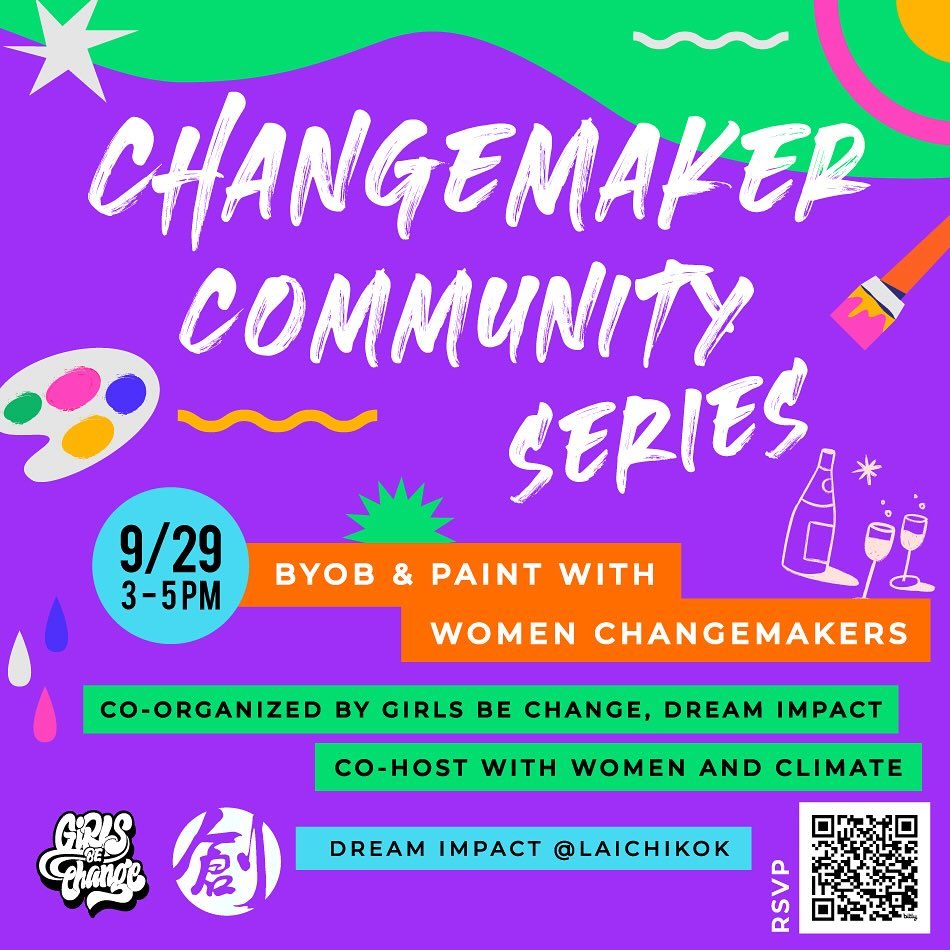 CHANGEMAKER
COMMUNITY
SERIES
9/29
3-5PM
BYOB & PAINT WITH
WOMEN CHANGEMAKERS
CO-ORGANIZED BY GIRLS BE CHANGE, DREAM IMPACT
CO-HOST WITH WOMEN AND CLIMATE
GiRLS
BE
Change
創
DREAM IMPACT @LAICHIKOK
RSVP
bitly